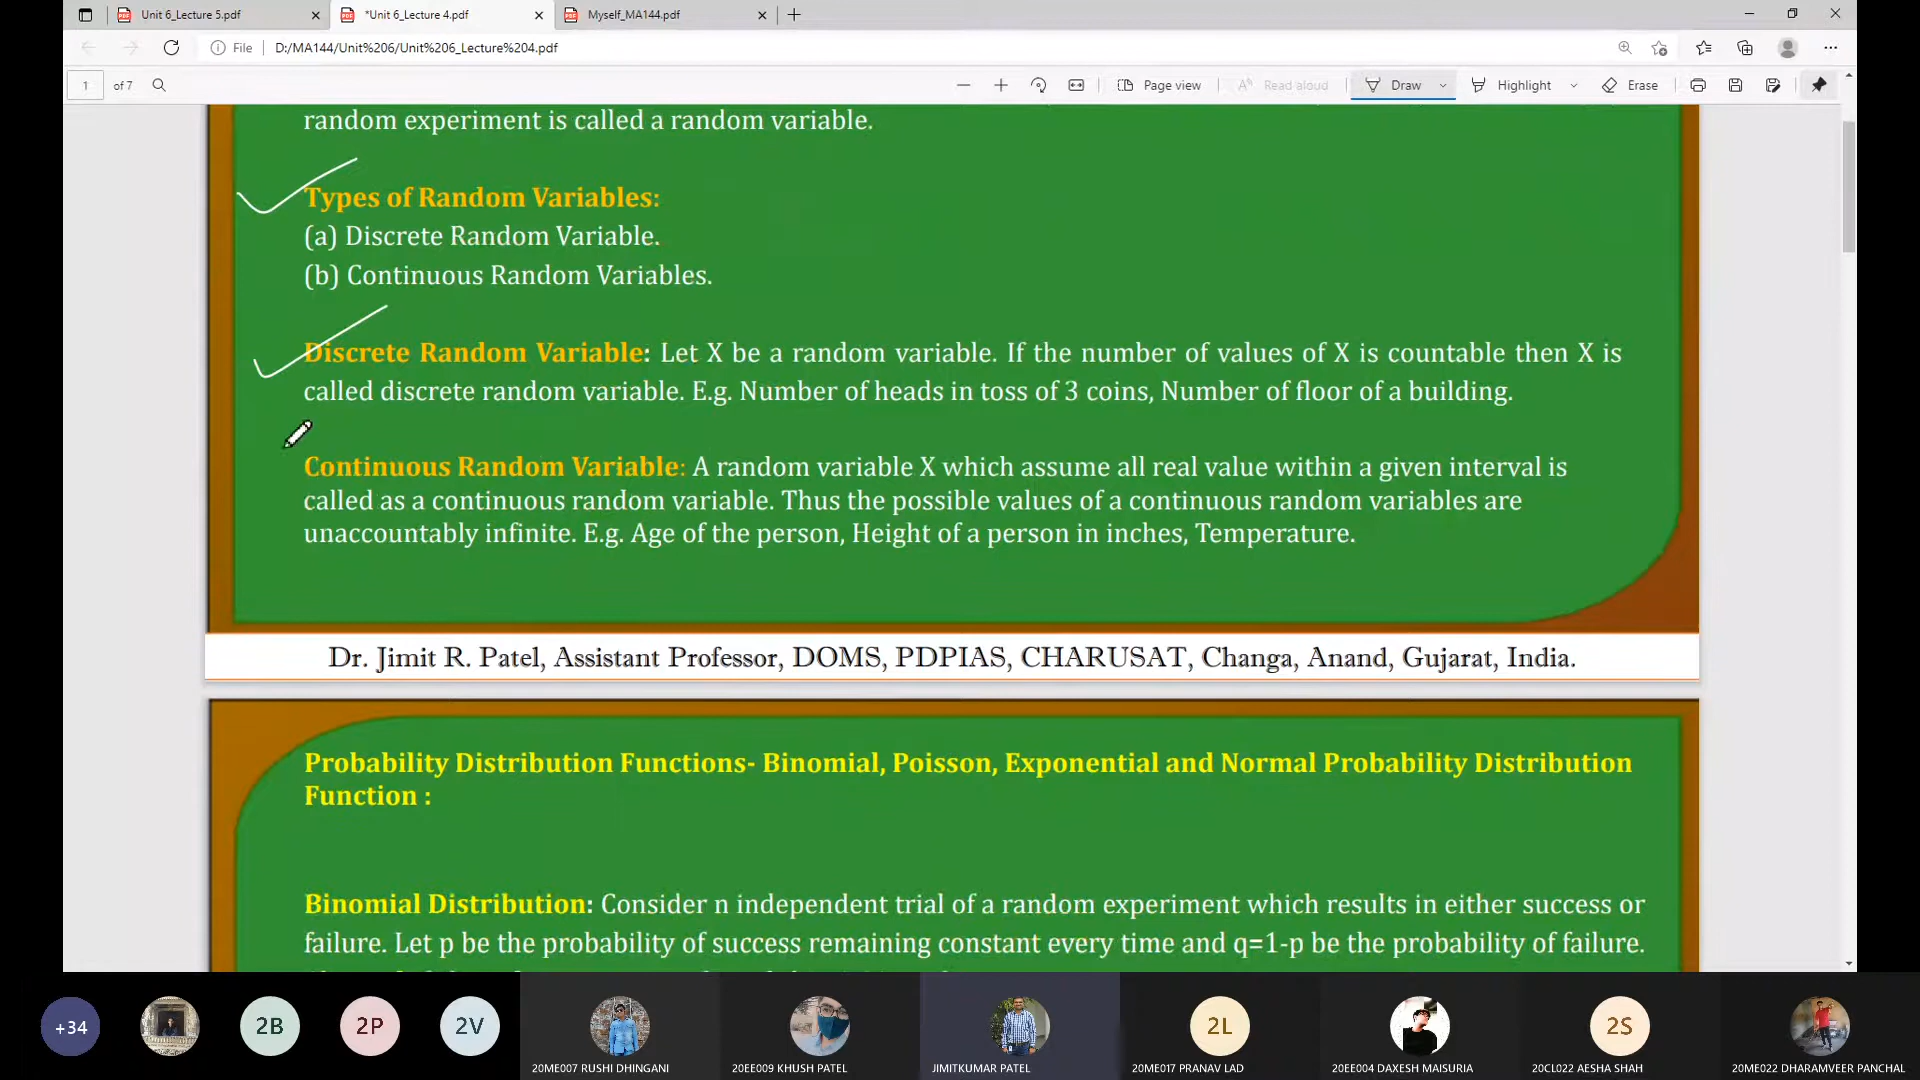 Unit 6_Lecture 5.pdf
*Unit 6_Lecture 4.pdf
Myself_MA144.pdf
File
D:/MA144/Unit%206/Unit%206_Lecture%204.pdf
1 of 7
Page view
Read aloud
Draw
Highlight
Erase
random experiment is called a random variable.
Types of Random Variables:
(a) Discrete Random Variable.
(b) Continuous Random Variables.
Discrete Random Variable: Let X be a random variable. If the number of values of X is countable then X is
called discrete random variable. E.g. Number of heads in toss of 3 coins, Number of floor of a building.
Continuous Random Variable: A random variable X which assume all real value within a given interval is
called as a continuous random variable. Thus the possible values of a continuous random variables are
unaccountably infinite. E.g. Age of the person, Height of a person in inches, Temperature.
Dr. Jimit R. Patel, Assistant Professor, DOMS, PDPIAS, CHARUSAT, Changa, Anand, Gujarat, India.
Probability Distribution Functions- Binomial, Poisson, Exponential and Normal Probability Distribution
Function :
Binomial Distribution: Consider n independent trial of a random experiment which results in either success or
failure. Let p be the probability of success remaining constant every time and q=1-p be the probability of failure.
+34
2B
2P
2V
2L
2S
20ME007 RUSHI DHINGANI
20EE009 KHUSH PATEL
JIMITKUMAR PATEL
20ME017 PRANAV LAD
20EE004 DAXESH MAISURIA
20CL022 AESHA SHAH
20ME022 DHARAMVEER PANCHAL